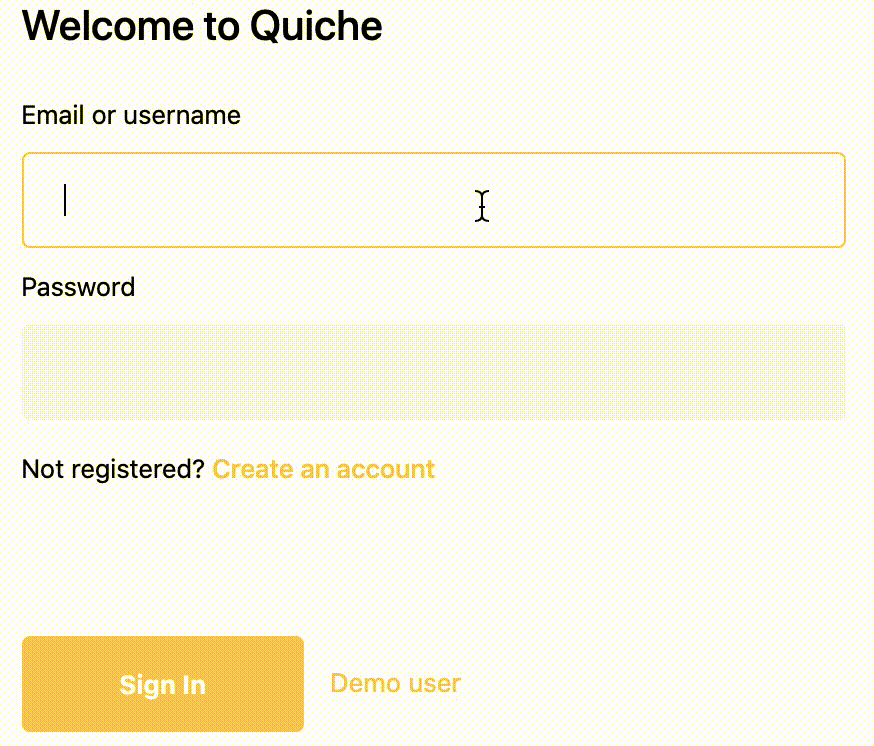 Welcome to Quiche
Email or username
Password
Not registered? Create an account
Sign In
Demo user